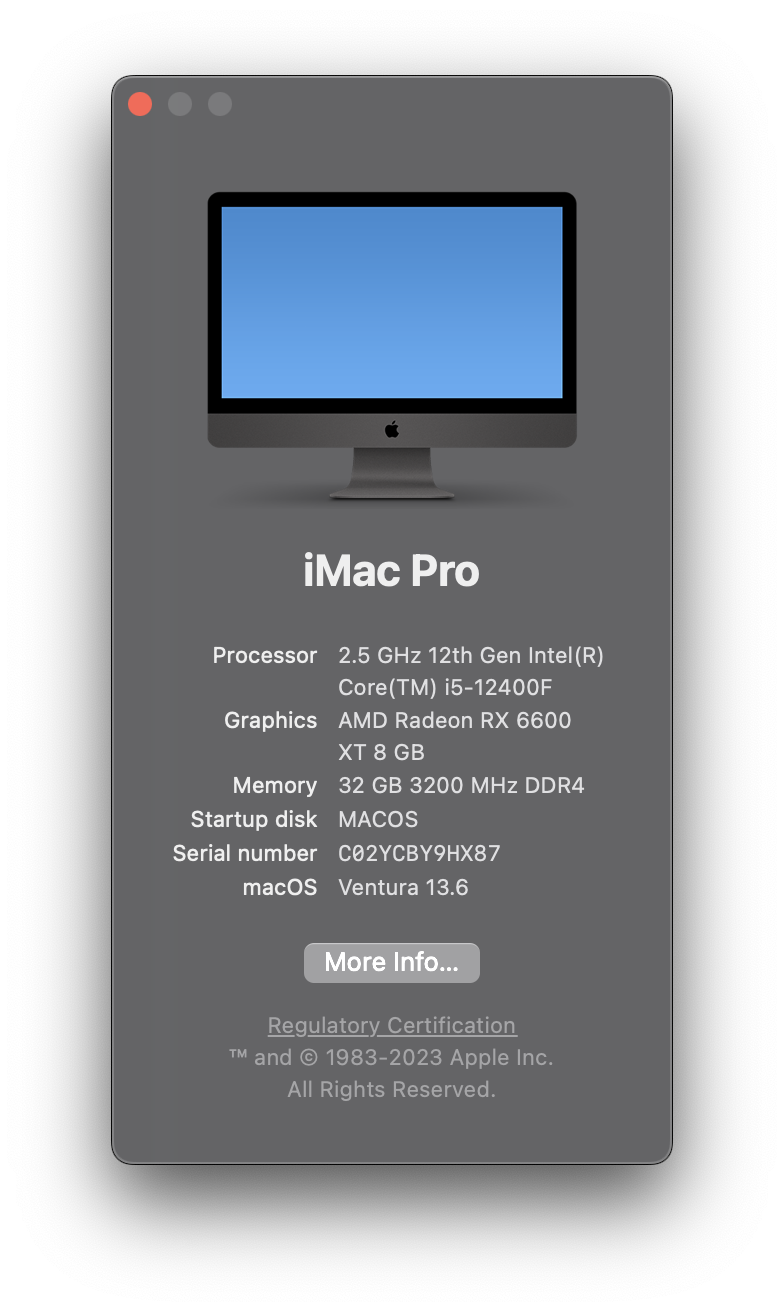 iMac Pro
Processor 2.5 GHz 12th Gen Intel(R)
Core(TM) i5-12400F
Graphics AMD Radeon RX 6600
XT 8 GB
Memory 32 GB 3200 MHz DDR4
Startup disk MACOS
Serial number C02YCBY9HX87
macOS Ventura 13.6
More Info...
Regulatory Certification
™ and © 1983-2023 Apple Inc.
All Rights Reserved.